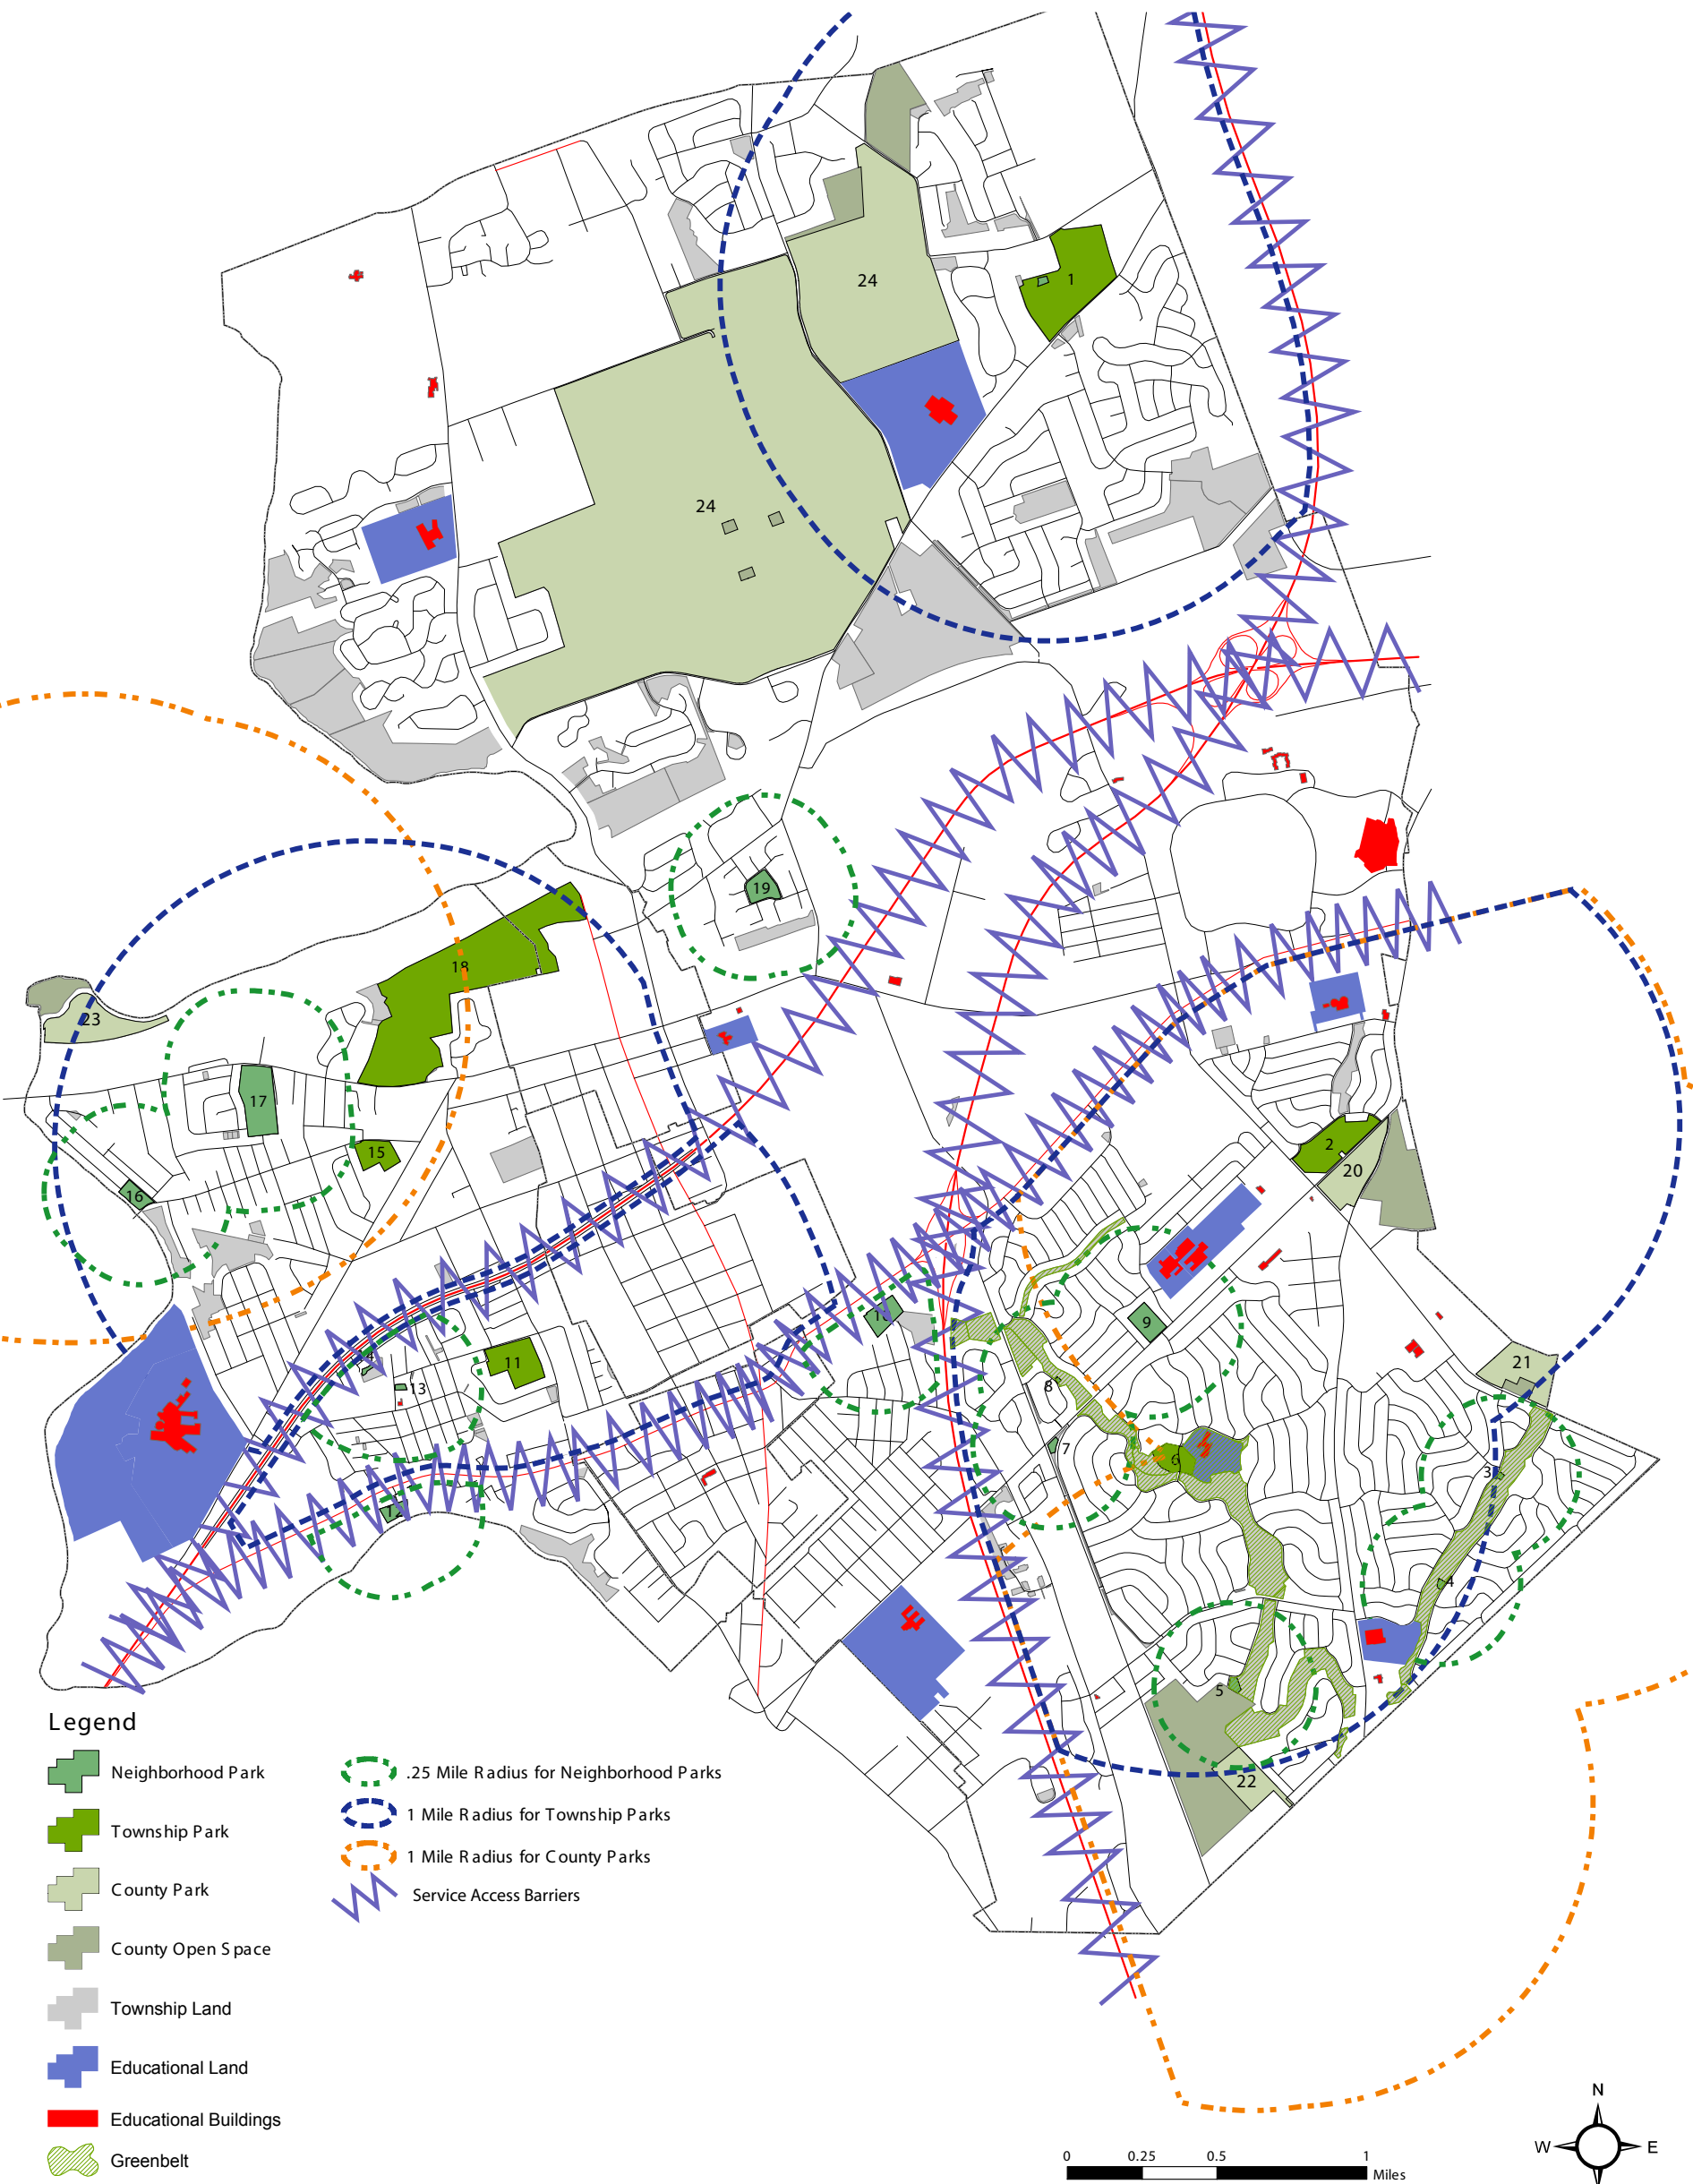 24
1
24
19
18
23
17
2
15
20
16
10
9
21
11
14
13
8
7
6
3
12
4
5
22
Legend
Neighborhood Park
Township Park
County Park
County Open Space
Township Land
Educational Land
Educational Buildings
Greenbelt
.25 Mile Radius for Neighborhood Parks
1 Mile Radius for Township Parks
1 Mile Radius for County Parks
Service Access Barriers
0 0.25 0.5 1
Miles
N
W E